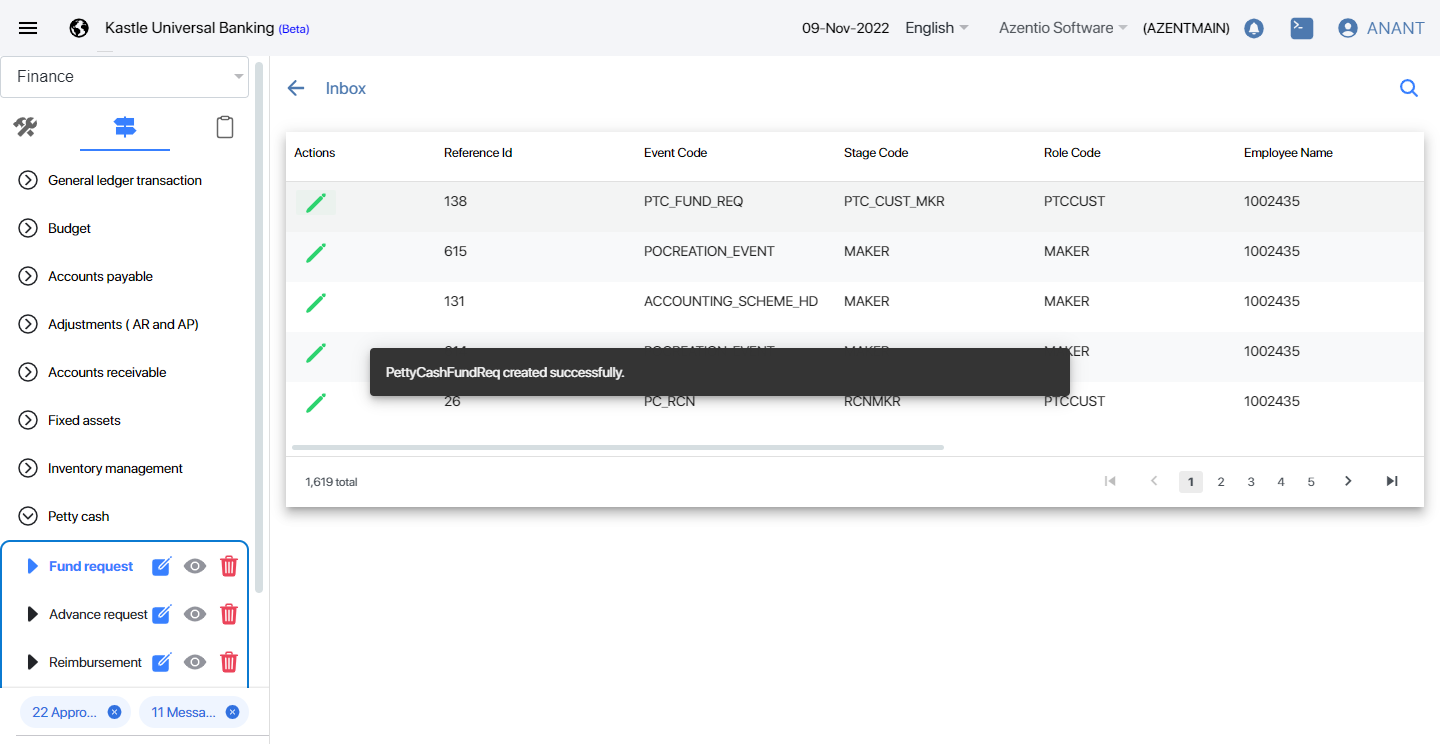 Kastle Universal Banking (Beta)
09-Nov-2022 English Azentio Software (AZENTMAIN) ANANT
Finance
General ledger transaction
Budget
Accounts payable
Adjustments ( AR and AP)
Accounts receivable
Fixed assets
Inventory management
Petty cash
Fund request
Advance request
Reimbursement
22 Appro... 11 Messa...
Inbox
Actions Reference Id Event Code Stage Code Role Code Employee Name
138 PTC_FUND_REQ PTC_CUST_MKR PTCCUST 1002435
615 POCREATION_EVENT MAKER MAKER 1002435
131 ACCOUNTING_SCHEME_HD MAKER MAKER 1002435
POCREATION_EVENT MAKER MAKER 1002435
PettyCashFundReq created successfully.
26 PC_RCN RCNMKR PTCCUST 1002435
1,619 total 1 2 3 4 5